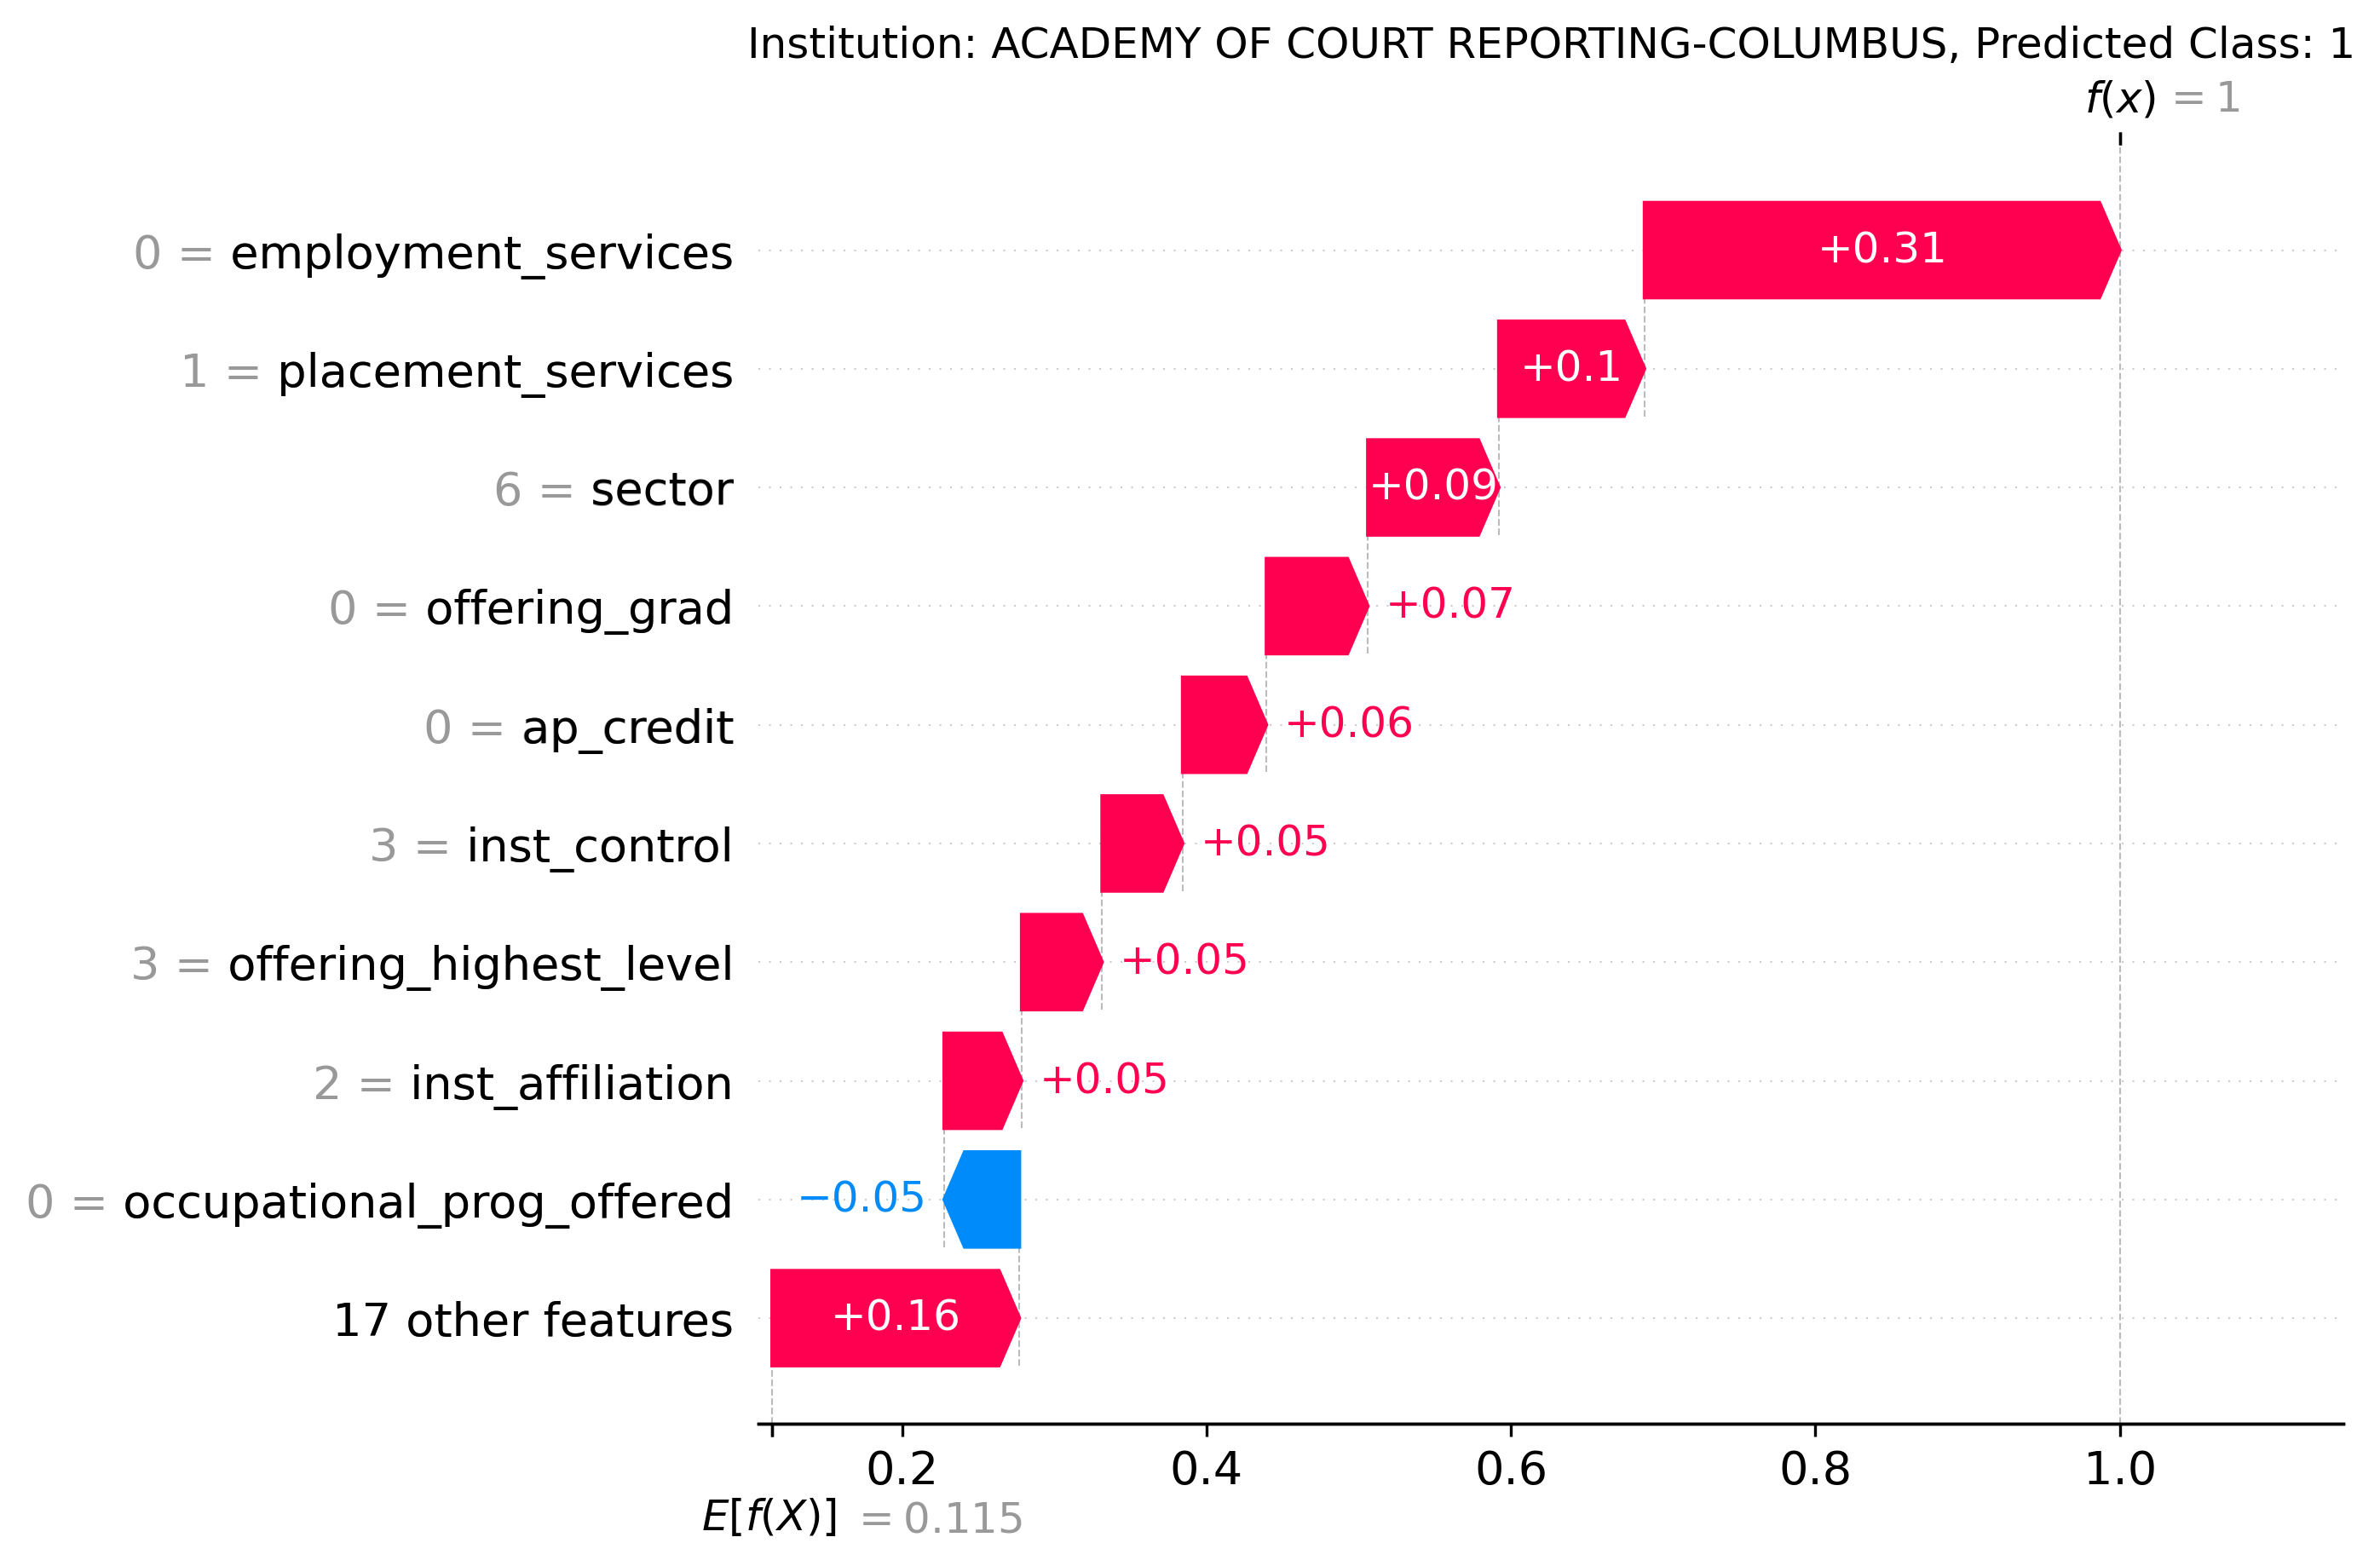 Institution: ACADEMY OF COURT REPORTING-COLUMBUS, Predicted Class: 1
f(x) = 1
0 = employment_services +0.31
1 = placement_services +0.1
6 = sector +0.09
0 = offering_grad +0.07
0 = ap_credit +0.06
3 = inst_control +0.05
3 = offering_highest_level +0.05
2 = inst_affiliation +0.05
0 = occupational_prog_offered −0.05
17 other features +0.16
0.2 0.4 0.6 0.8 1.0
E[f(X)] = 0.115